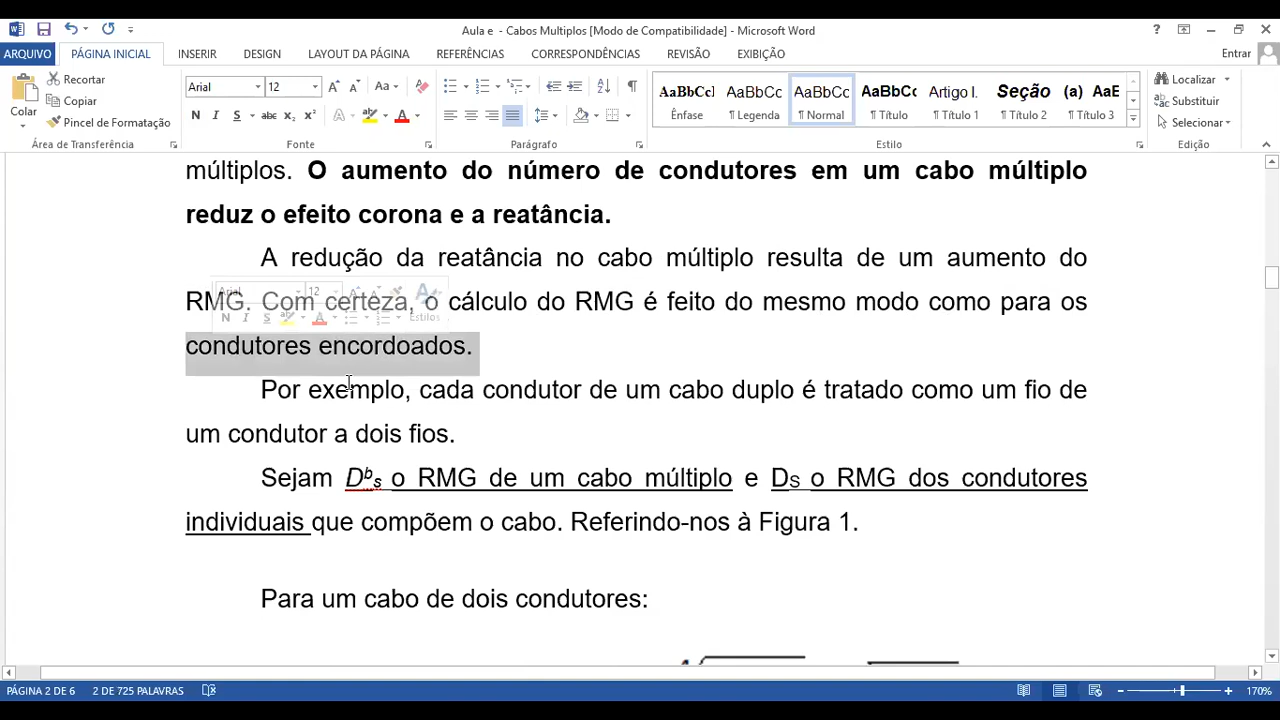 Aula e - Cabos Multiplos [Modo de Compatibilidade] - Microsoft Word
ARQUIVO PÁGINA INICIAL INSERIR DESIGN LAYOUT DA PÁGINA REFERÊNCIAS CORRESPONDÊNCIAS REVISÃO EXIBIÇÃO Entrar
Colar
Recortar
Copiar
Pincel de Formatação
Área de Transferência
Arial 12
N I S abc x₂ x²
Fonte
Parágrafo
AaBbCcl AaBbCc AaBbCc AaBbCc Artigo I. Seção (a) AaE
¶ Ênfase ¶ Legenda ¶ Normal ¶ Título ¶ Título 1 ¶ Título 2 ¶ Título 3
Estilo
Localizar
Substituir
Selecionar
Edição
múltiplos. O aumento do número de condutores em um cabo múltiplo
reduz o efeito corona e a reatância.
A redução da reatância no cabo múltiplo resulta de um aumento do
RMG. Com certeza, o cálculo do RMG é feito do mesmo modo como para os
condutores encordoados.
Arial 12
N I S Estilos
Por exemplo, cada condutor de um cabo duplo é tratado como um fio de
um condutor a dois fios.
Sejam Dᵇs o RMG de um cabo múltiplo e DS o RMG dos condutores
individuais que compõem o cabo. Referindo-nos à Figura 1.
Para um cabo de dois condutores:
PÁGINA 2 DE 6 2 DE 725 PALAVRAS 170%